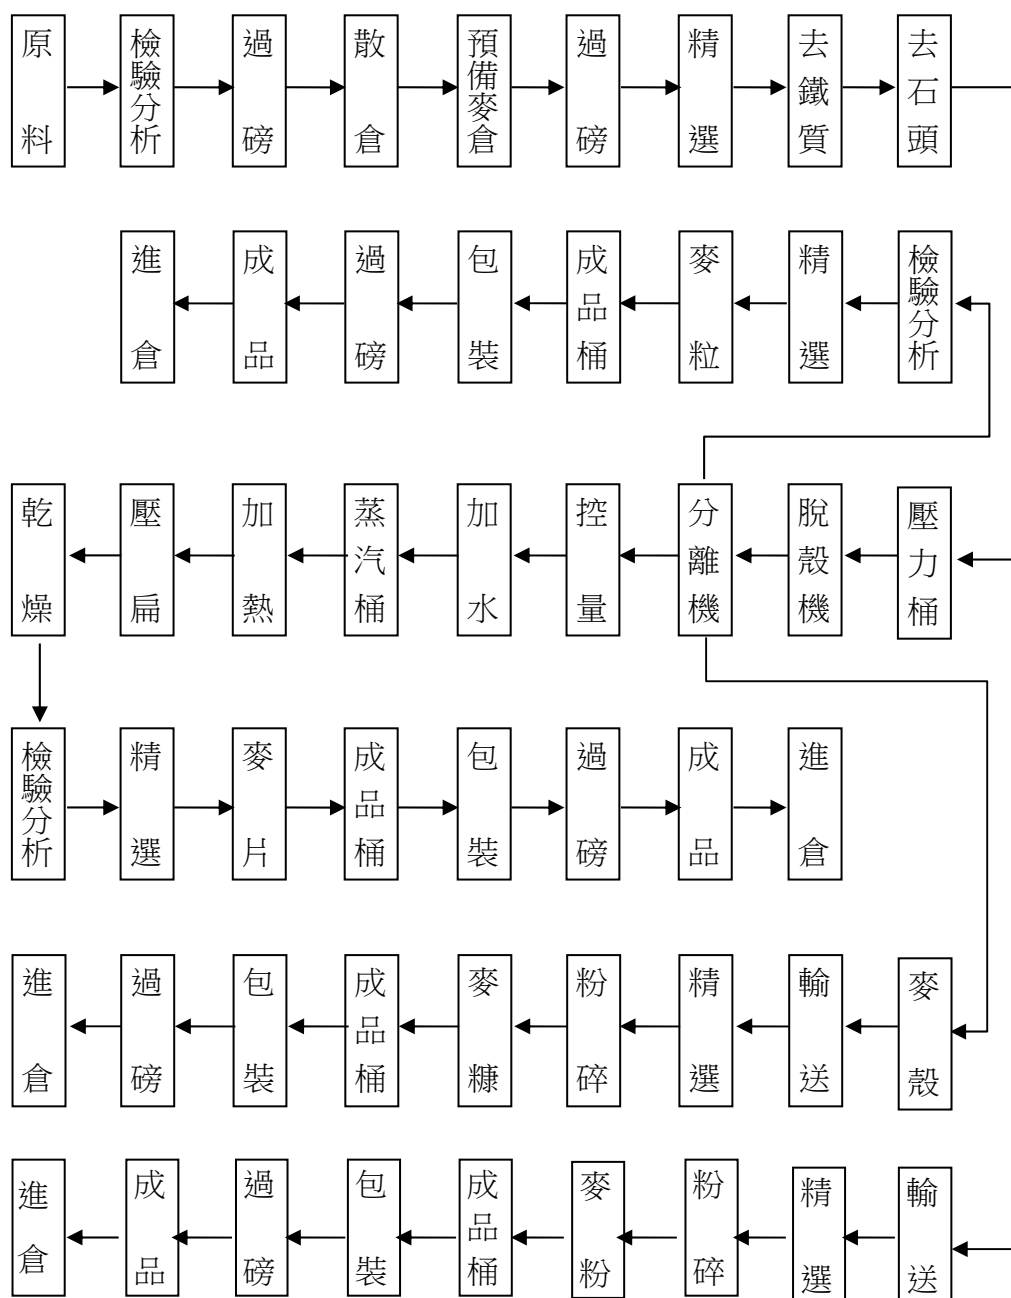 原料
檢驗分析
過磅
散倉
預備麥倉
過磅
精選
去鐵質
去石頭
進倉
成品
過磅
包裝
成品桶
麥粒
精選
檢驗分析
乾燥
壓扁
加熱
蒸汽桶
加水
控量
分離機
脫殼機
壓力桶
檢驗分析
精選
麥片
成品桶
包裝
過磅
成品
進倉
進倉
過磅
包裝
成品桶
麥糠
粉碎
精選
輸送
麥殼
進倉
成品
過磅
包裝
成品桶
麥粉
粉碎
精選
輸送